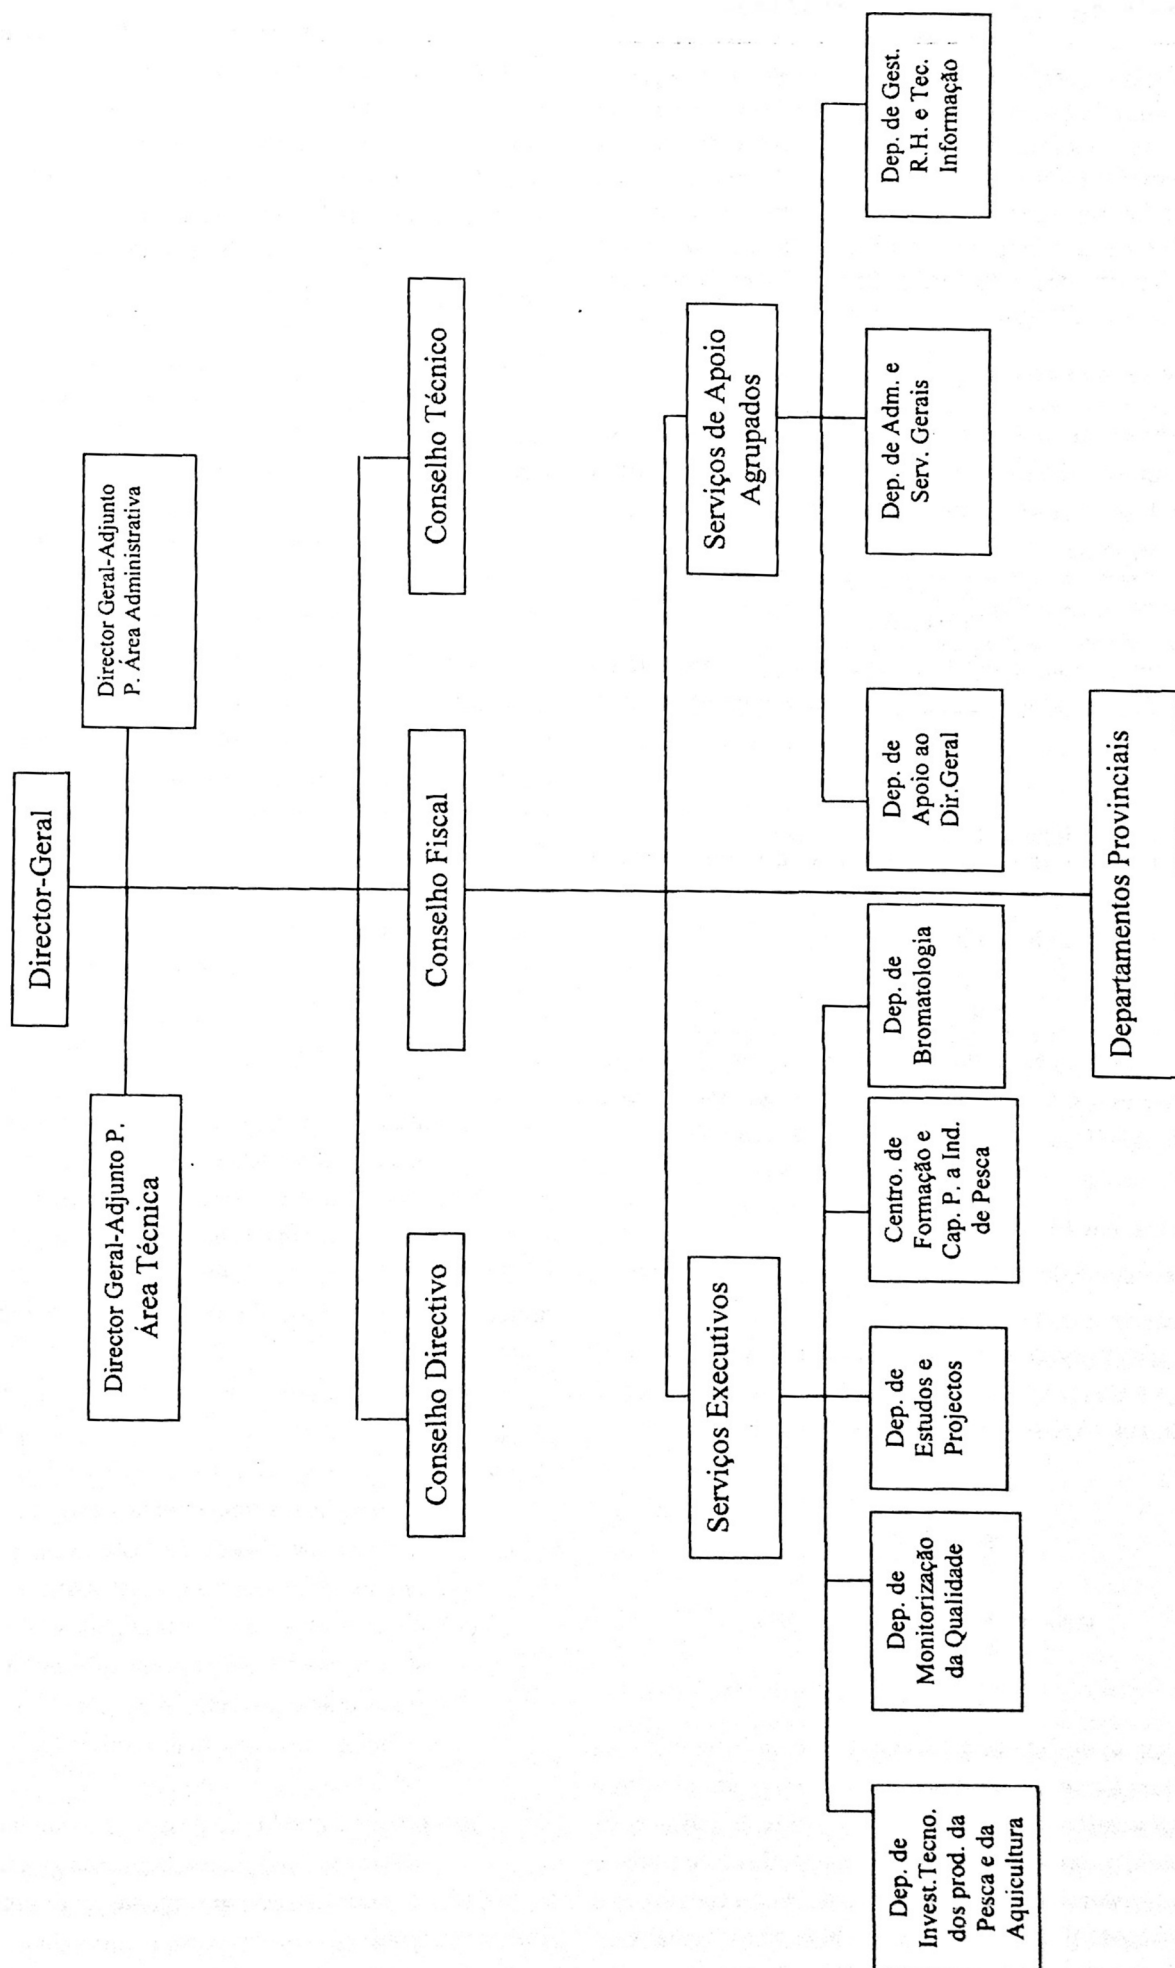 Director-Geral
Director Geral-Adjunto P.
Área Técnica
Director Geral-Adjunto
P. Área Administrativa
Conselho Directivo
Conselho Fiscal
Conselho Técnico
Serviços Executivos
Serviços de Apoio
Agrupados
Dep. de
Invest.Tecno.
dos prod. da
Pesca e da
Aquicultura
Dep. de
Monitorização
da Qualidade
Dep. de
Estudos e
Projectos
Centro. de
Formação e
Cap. P. a Ind.
de Pesca
Dep. de
Bromatologia
Dep. de
Apoio ao
Dir.Geral
Dep. de Adm. e
Serv. Gerais
Dep. de Gest.
R.H. e Tec.
Informação
Departamentos Provinciais